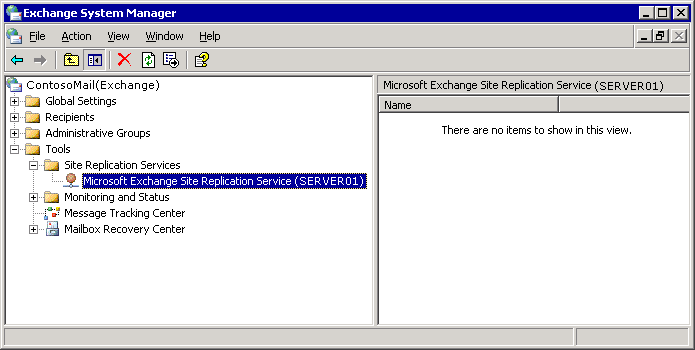 Exchange System Manager
File Action View Window Help
ContosoMail(Exchange)
Global Settings
Recipients
Administrative Groups
Tools
Site Replication Services
Microsoft Exchange Site Replication Service (SERVER01)
Monitoring and Status
Message Tracking Center
Mailbox Recovery Center
Microsoft Exchange Site Replication Service (SERVER01)
Name
There are no items to show in this view.